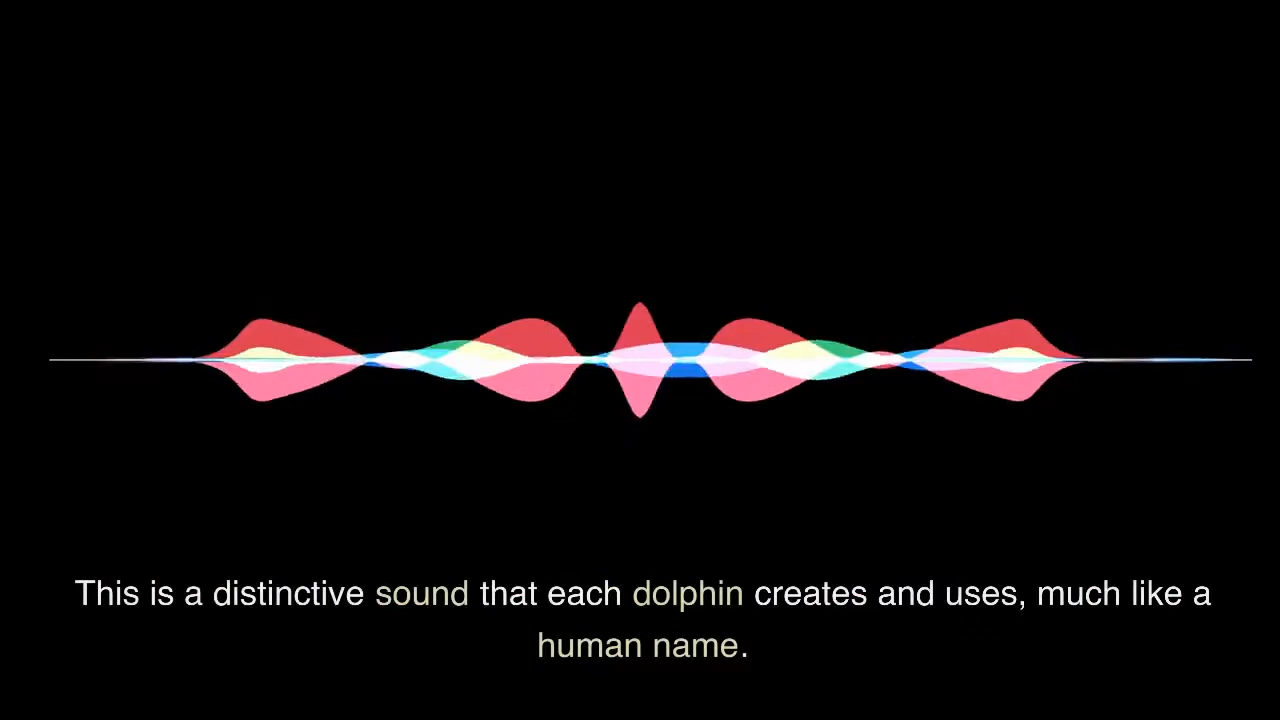 This is a distinctive sound that each dolphin creates and uses, much like a
human name.